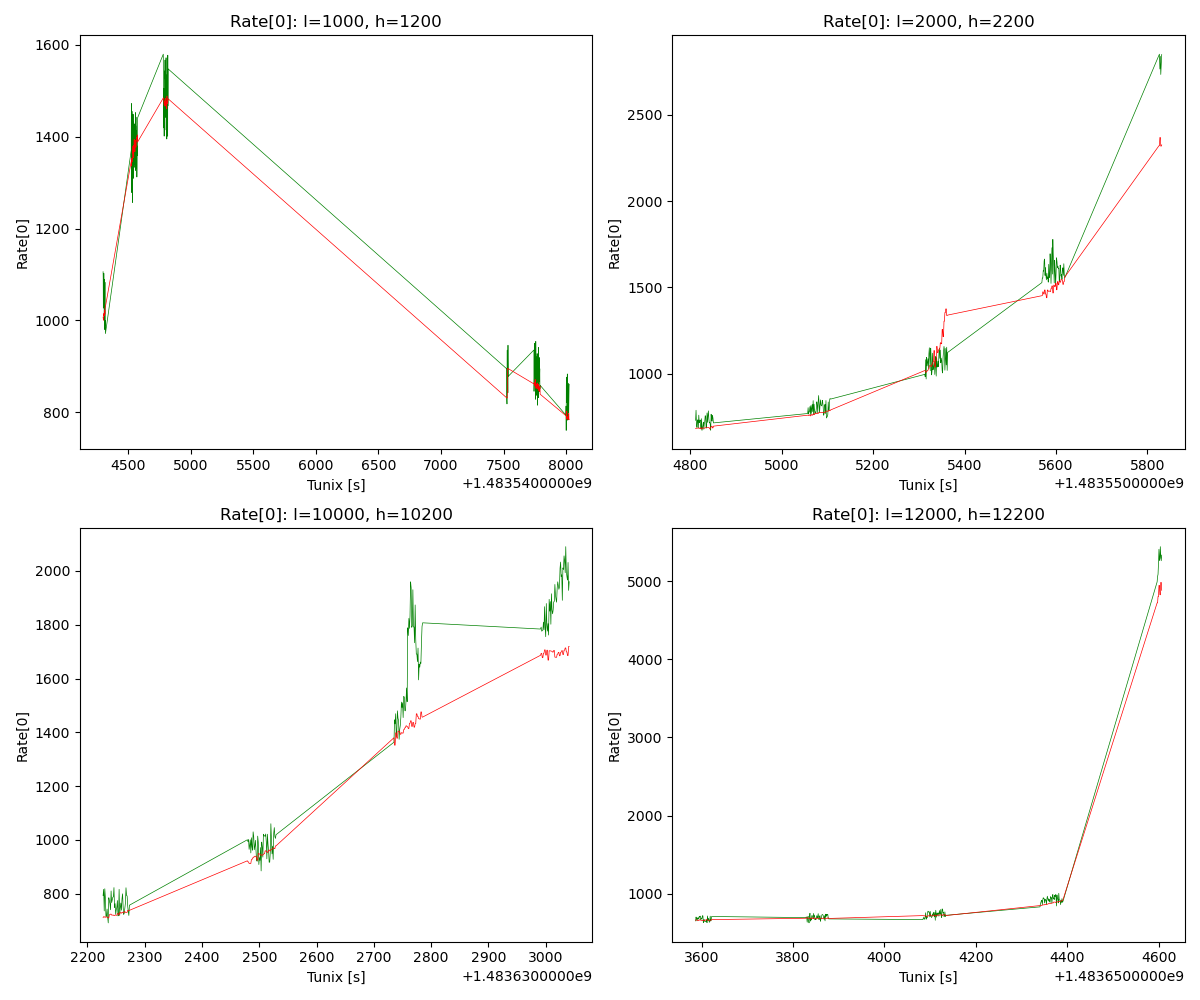 Rate[0]: l=1000, h=1200
Rate[0]
1600
1400
1200
1000
800
4500 5000 5500 6000 6500 7000 7500 8000
Tunix [s]
+1.4835400000e9
Rate[0]: l=2000, h=2200
Rate[0]
2500
2000
1500
1000
4800 5000 5200 5400 5600 5800
Tunix [s]
+1.4835500000e9
Rate[0]: l=10000, h=10200
Rate[0]
2000
1800
1600
1400
1200
1000
800
2200 2300 2400 2500 2600 2700 2800 2900 3000
Tunix [s]
+1.4836300000e9
Rate[0]: l=12000, h=12200
Rate[0]
5000
4000
3000
2000
1000
3600 3800 4000 4200 4400 4600
Tunix [s]
+1.4836500000e9